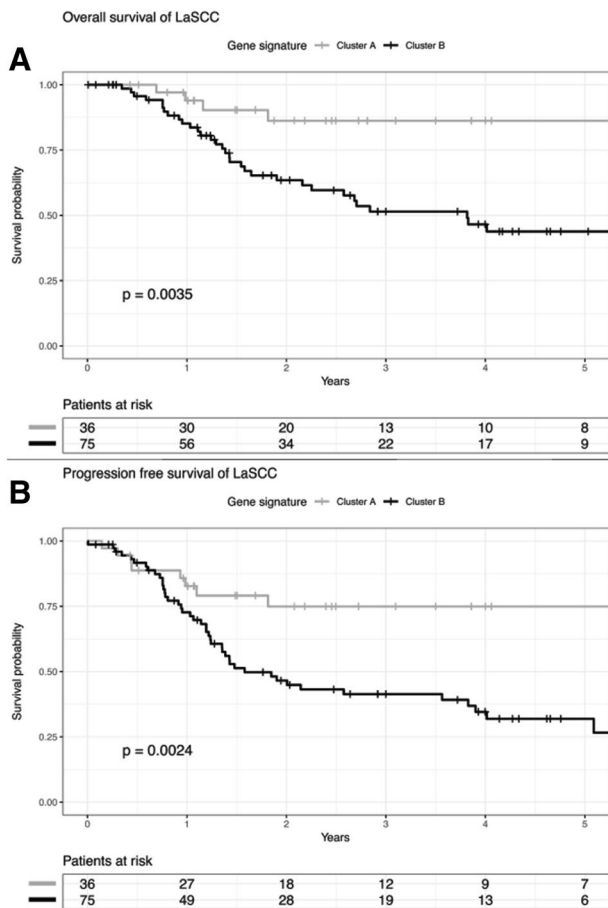 Overall survival of LaSCC
A
Gene signature Cluster A Cluster B
1.00
0.75
0.50
0.25
0.00
Survival probability
p = 0.0035
0 1 2 3 4 5
Years
Patients at risk
36 30 20 13 10 8
75 56 34 22 17 9
Progression free survival of LaSCC
B
Gene signature Cluster A Cluster B
1.00
0.75
0.50
0.25
0.00
Survival probability
p = 0.0024
0 1 2 3 4 5
Years
Patients at risk
36 27 18 12 9 7
75 49 28 19 13 6